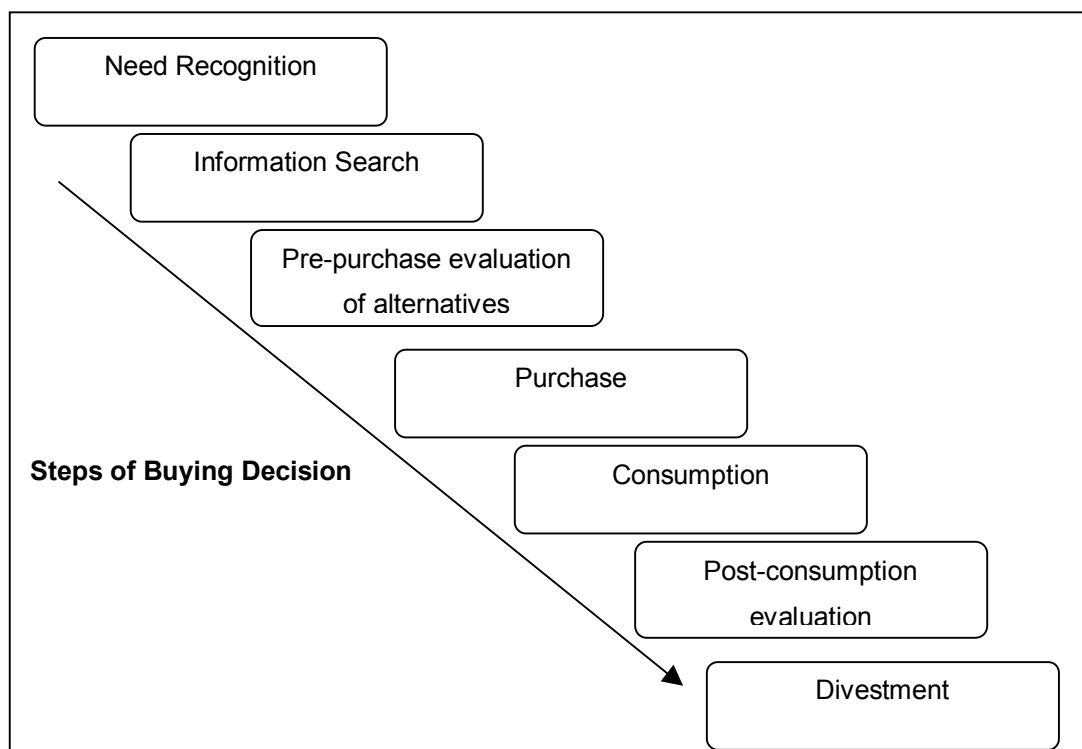 Need Recognition
Information Search
Pre-purchase evaluation
of alternatives
Purchase
Steps of Buying Decision
Consumption
Post-consumption
evaluation
Divestment